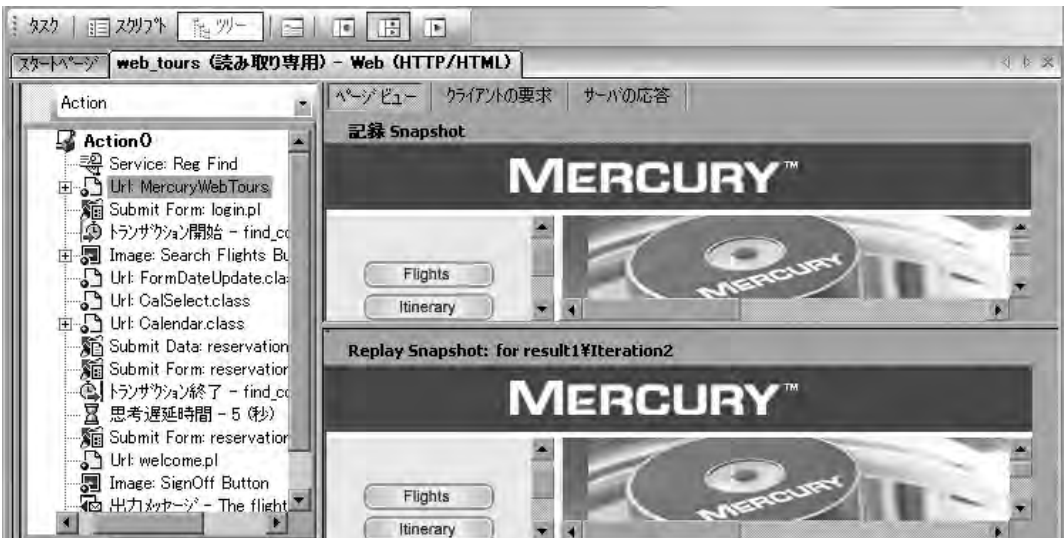 タスク スクリプト ツリー
スタートページ web_tours (読み取り専用) - Web (HTTP/HTML)
Action
Action()
Service: Reg Find
Url: MercuryWebTours
Submit Form: login.pl
トランザクション開始 - find_cc
Image: Search Flights Bu
Url: FormDateUpdate.cla
Url: CalSelect.class
Url: Calendar.class
Submit Data: reservation
Submit Form: reservation
トランザクション終了 - find_cc
思考遅延時間 - 5 (秒)
Submit Form: reservation
Url: welcome.pl
Image: SignOff Button
出力メッセージ - The flight
ページ ビュー クライアントの要求 サーバの応答
記録 Snapshot
MERCURY™
Flights
Itinerary
MERCURY
Replay Snapshot: for result1¥Iteration2
MERCURY™
Flights
Itinerary
MERCURY